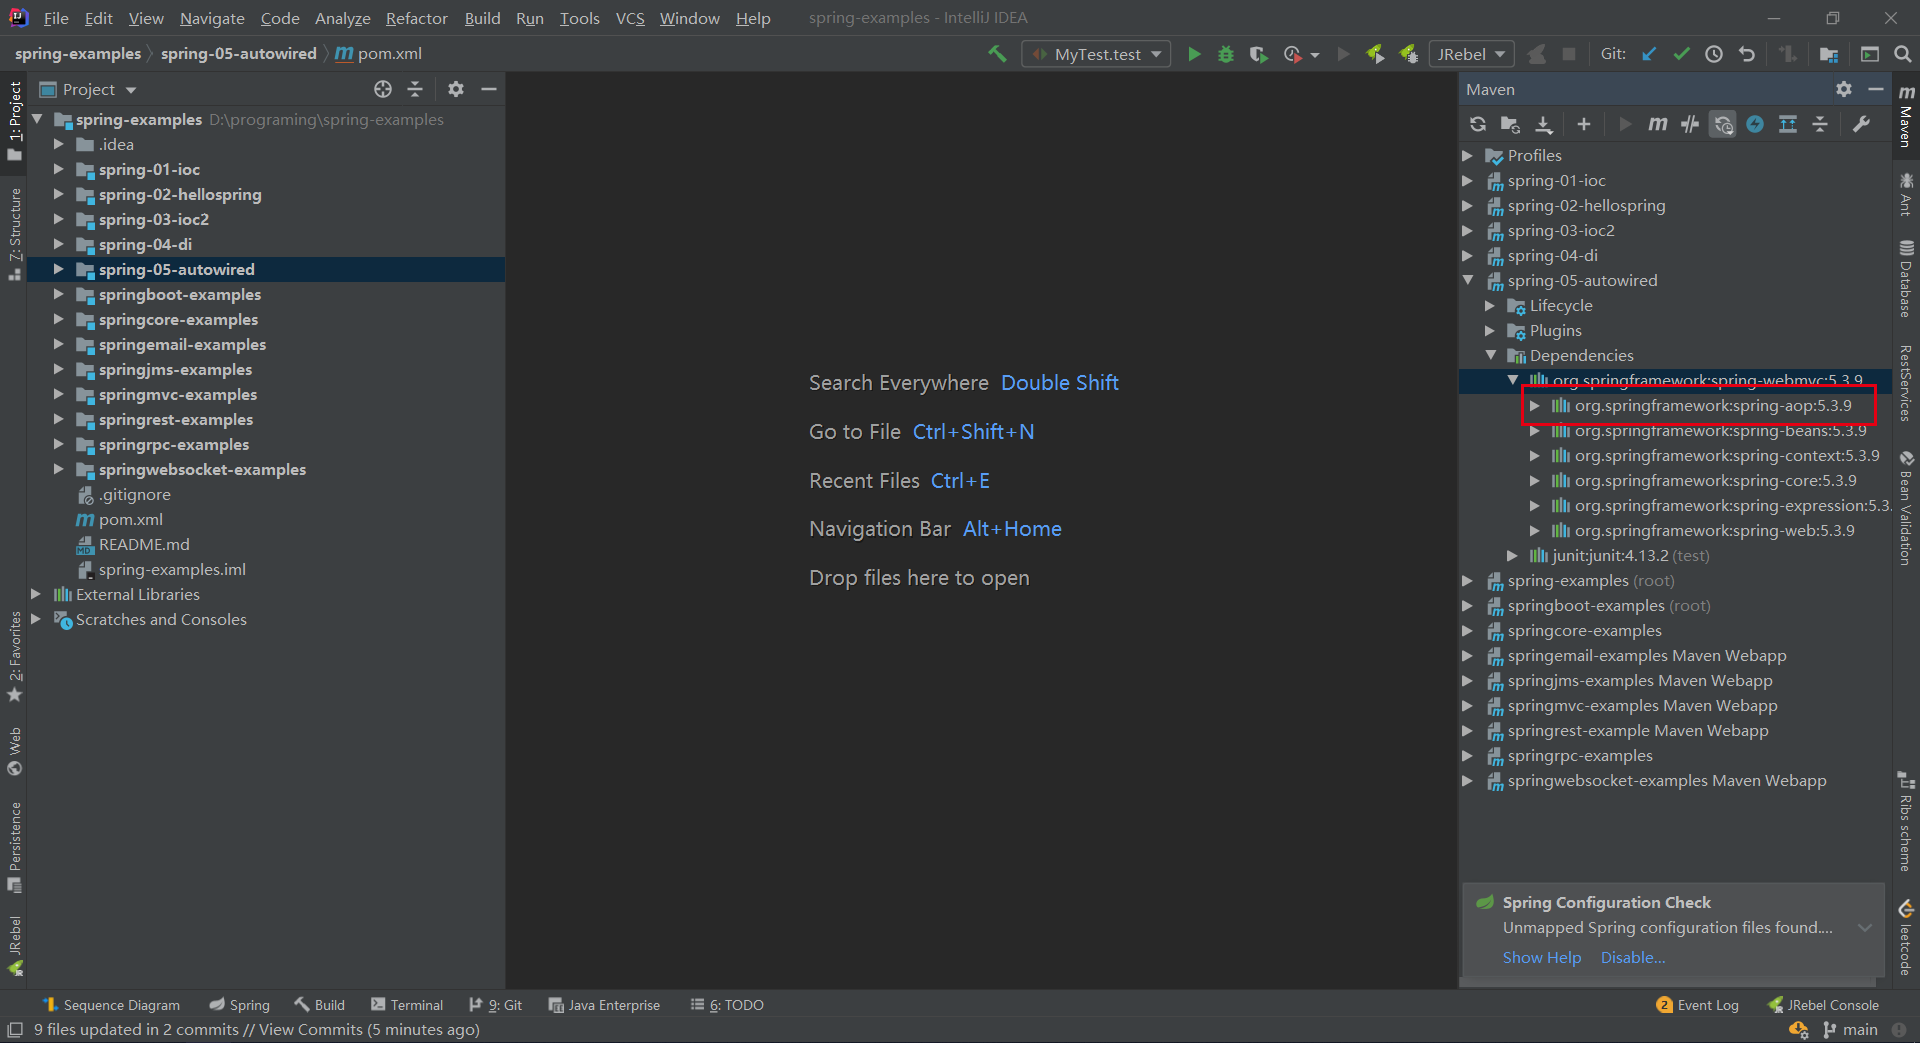 File Edit View Navigate Code Analyze Refactor Build Run Tools VCS Window Help spring-examples - IntelliJ IDEA
spring-examples spring-05-autowired pom.xml MyTest.test JRebel Git:
Project
spring-examples D:\programing\spring-examples
.idea
spring-01-ioc
spring-02-hellospring
spring-03-ioc2
spring-04-di
spring-05-autowired
springboot-examples
springcore-examples
springemail-examples
springjms-examples
springmvc-examples
springrest-examples
springrpc-examples
springwebsocket-examples
.gitignore
pom.xml
README.md
spring-examples.iml
External Libraries
Scratches and Consoles
1: Project
7: Structure
2: Favorites
Web
Persistence
JRebel
Search Everywhere Double Shift
Go to File Ctrl+Shift+N
Recent Files Ctrl+E
Navigation Bar Alt+Home
Drop files here to open
Maven
Profiles
spring-01-ioc
spring-02-hellospring
spring-03-ioc2
spring-04-di
spring-05-autowired
Lifecycle
Plugins
Dependencies
org.springframework:spring-webmvc:5.3.9
org.springframework:spring-aop:5.3.9
org.springframework:spring-beans:5.3.9
org.springframework:spring-context:5.3.9
org.springframework:spring-core:5.3.9
org.springframework:spring-expression:5.3.
org.springframework:spring-web:5.3.9
junit:junit:4.13.2 (test)
spring-examples (root)
springboot-examples (root)
springcore-examples
springemail-examples Maven Webapp
springjms-examples Maven Webapp
springmvc-examples Maven Webapp
springrest-example Maven Webapp
springrpc-examples
springwebsocket-examples Maven Webapp
Spring Configuration Check
Unmapped Spring configuration files found....
Show Help Disable...
Maven
Ant
Database
RestServices
Bean Validation
Ribs scheme
leetcode
Sequence Diagram Spring Build Terminal 9: Git Java Enterprise 6: TODO 2 Event Log JRebel Console
9 files updated in 2 commits // View Commits (5 minutes ago) main